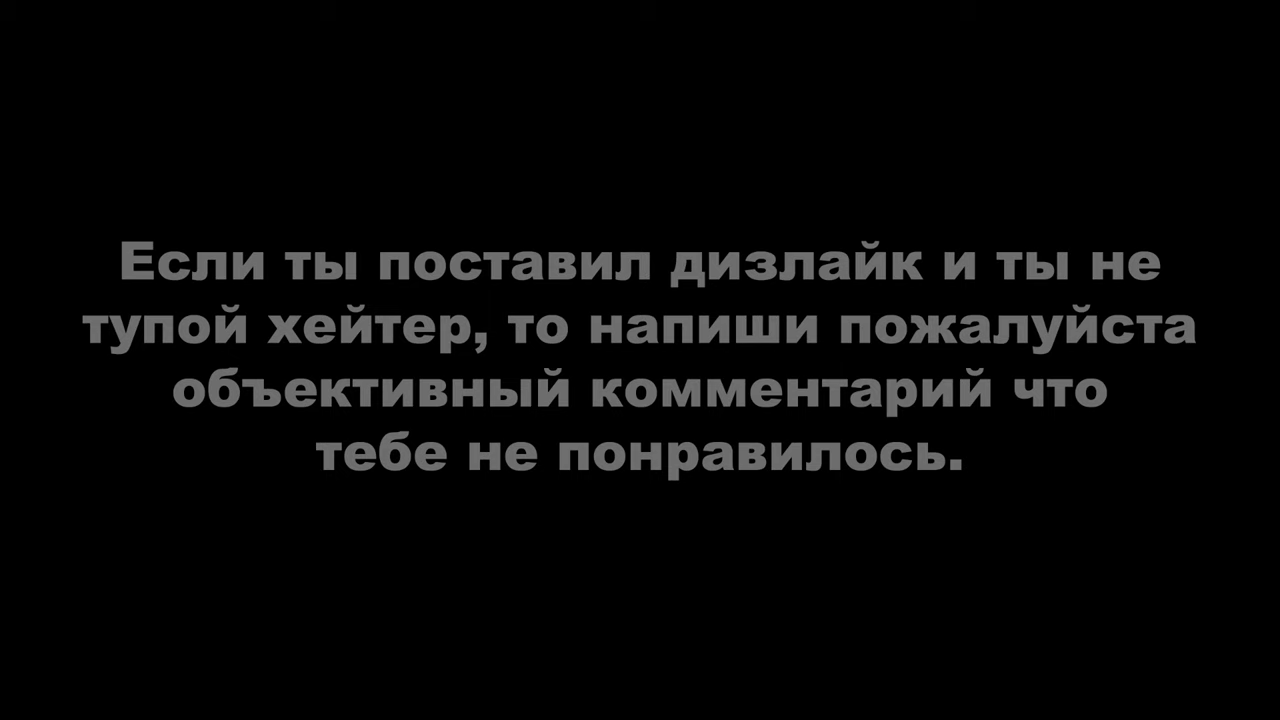 Если ты поставил дизлайк и ты не
тупой хейтер, то напиши пожалуйста
объективный комментарий что
тебе не понравилось.